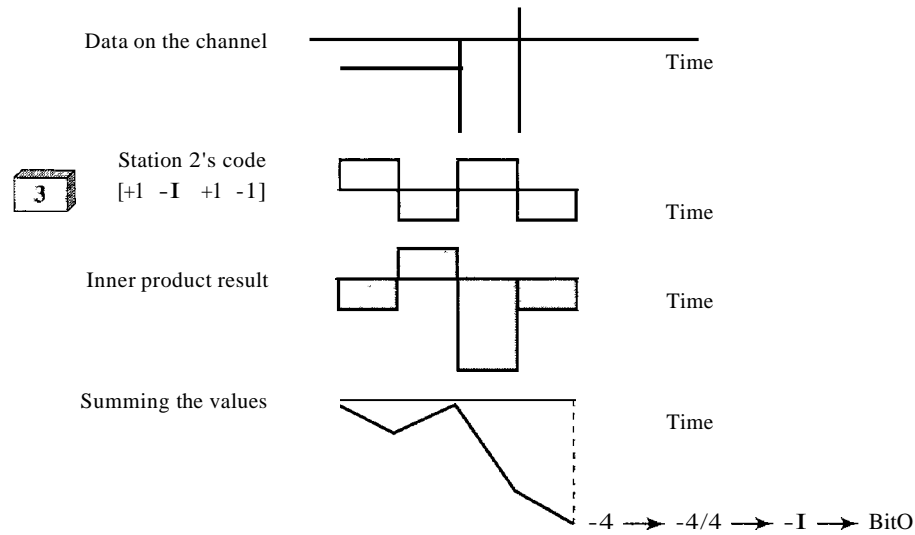 Data on the channel
Time
Station 2's code
3
[+1 -I +1 -1]
Time
Inner product result
Time
Summing the values
Time
-4 → -4/4 → -I → BitO